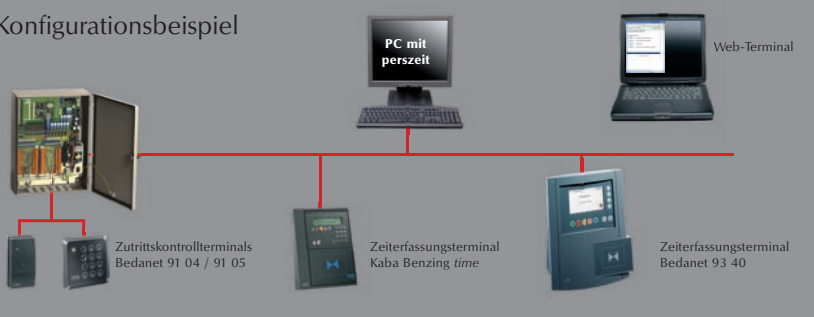 Konfigurationsbeispiel
PC mit
perszeit
Web-Terminal
Zutrittskontrollterminals
Bedanet 91 04 / 91 05
Zeiterfassungsterminal
Kaba Benzing time
Zeiterfassungsterminal
Bedanet 93 40